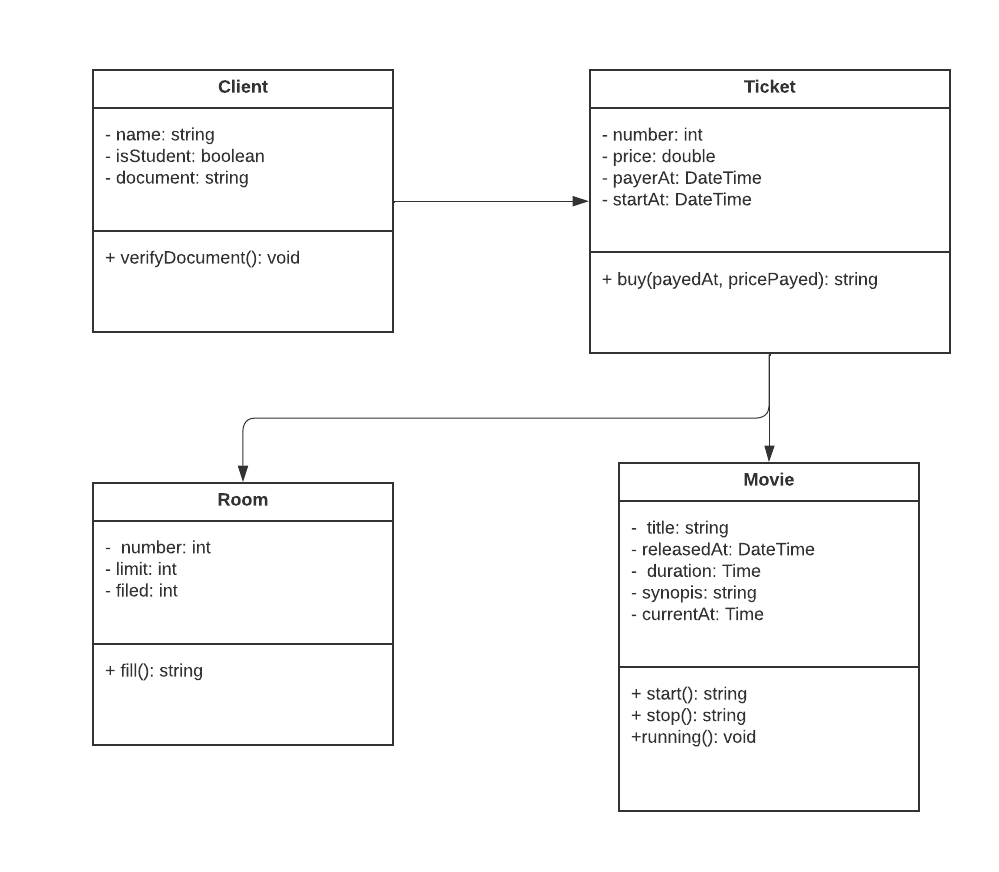 Client
- name: string
- isStudent: boolean
- document: string
+ verifyDocument(): void
Ticket
- number: int
- price: double
- payerAt: DateTime
- startAt: DateTime
+ buy(payedAt, pricePayed): string
Room
- number: int
- limit: int
- filed: int
+ fill(): string
Movie
- title: string
- releasedAt: DateTime
- duration: Time
- synopis: string
- currentAt: Time
+ start(): string
+ stop(): string
+running(): void